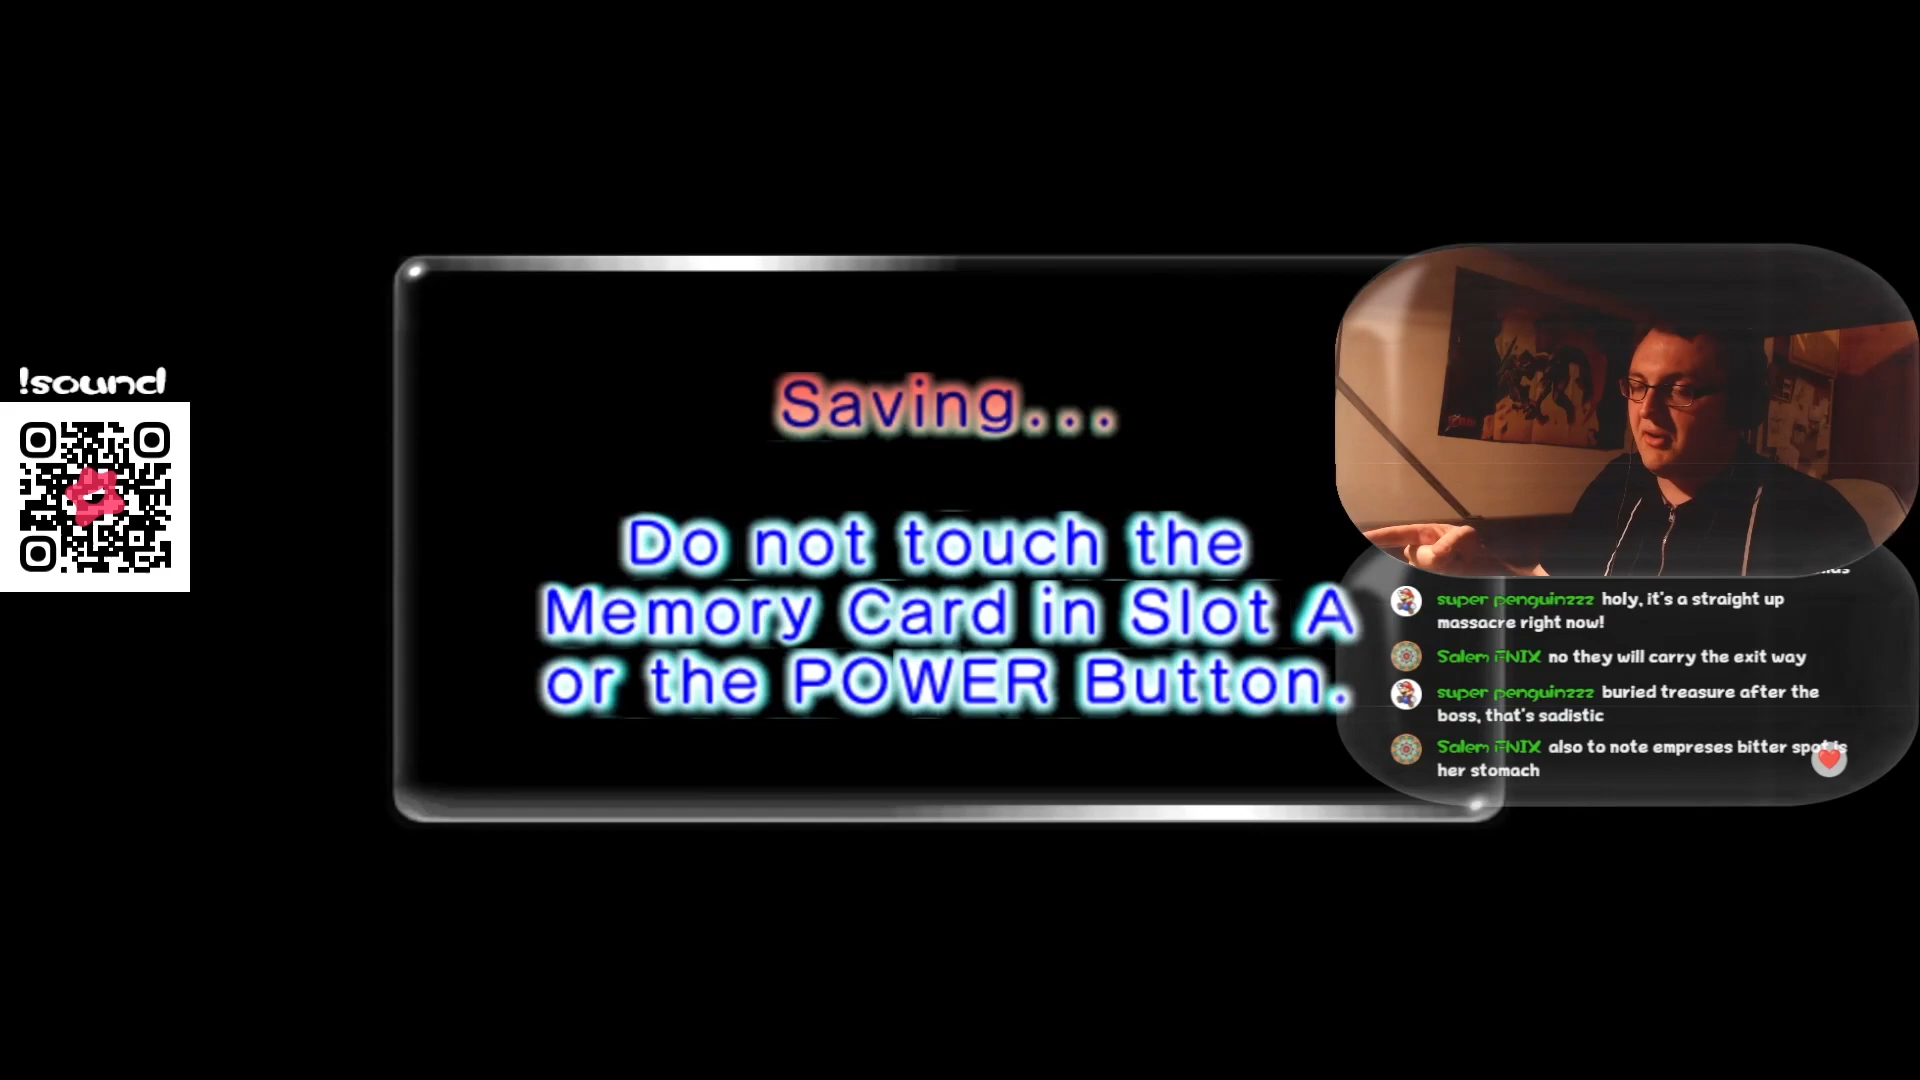 !sound
Saving...
Do not touch the
Memory Card in Slot A
or the POWER Button.
super penguinzzz holy, it's a straight up
massacre right now!
Salem FNIX no they will carry the exit way
super penguinzzz buried treasure after the
boss, that's sadistic
Salem FNIX also to note empreses bitter spot is
her stomach